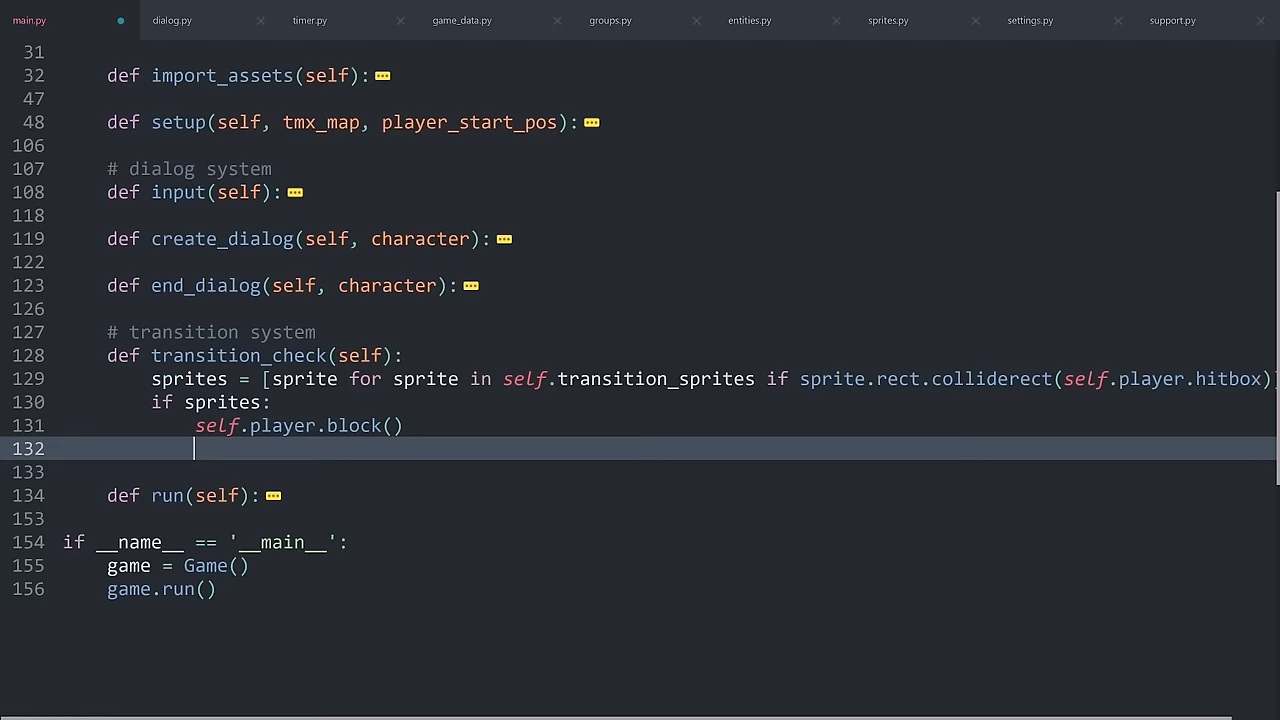 main.py dialog.py timer.py game_data.py groups.py entities.py sprites.py settings.py support.py
31
32 def import_assets(self):
47
48 def setup(self, tmx_map, player_start_pos):
106
107 # dialog system
108 def input(self):
118
119 def create_dialog(self, character):
122
123 def end_dialog(self, character):
126
127 # transition system
128 def transition_check(self):
129 sprites = [sprite for sprite in self.transition_sprites if sprite.rect.colliderect(self.player.hitbox)]
130 if sprites:
131 self.player.block()
132
133
134 def run(self):
153
154 if __name__ == '__main__':
155 game = Game()
156 game.run()